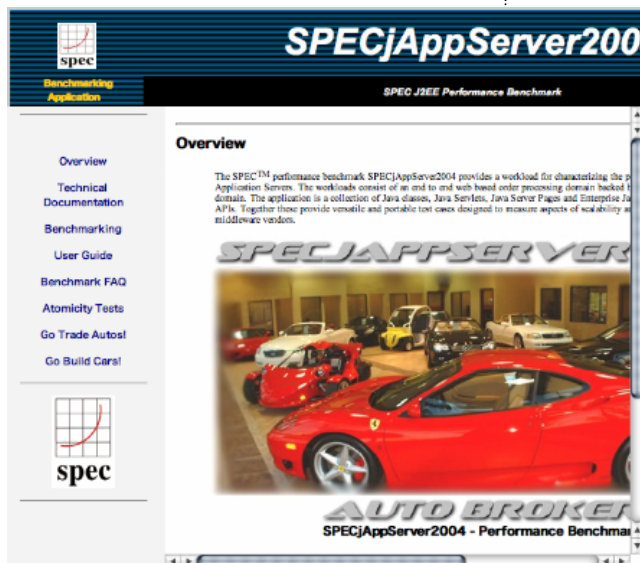 spec
SPECjAppServer200
Benchmarking
Application
SPEC J2EE Performance Benchmark
Overview
Technical
Documentation
Benchmarking
User Guide
Benchmark FAQ
Atomicity Tests
Go Trade Autos!
Go Build Cars!
spec
Overview
The SPEC™ performance benchmark SPECjAppServer2004 provides a workload for characterizing the p
Application Servers. The workloads consist of an end to end web based order processing domain backed b
domain. The application is a collection of Java classes, Java Servlets, Java Server Pages and Enterprise Ja
APIs. Together these provide versatile and portable test cases designed to measure aspects of scalability a
middleware vendors.
SPECJAPPSERVER
AUTO BROKER
SPECjAppServer2004 - Performance Benchmar